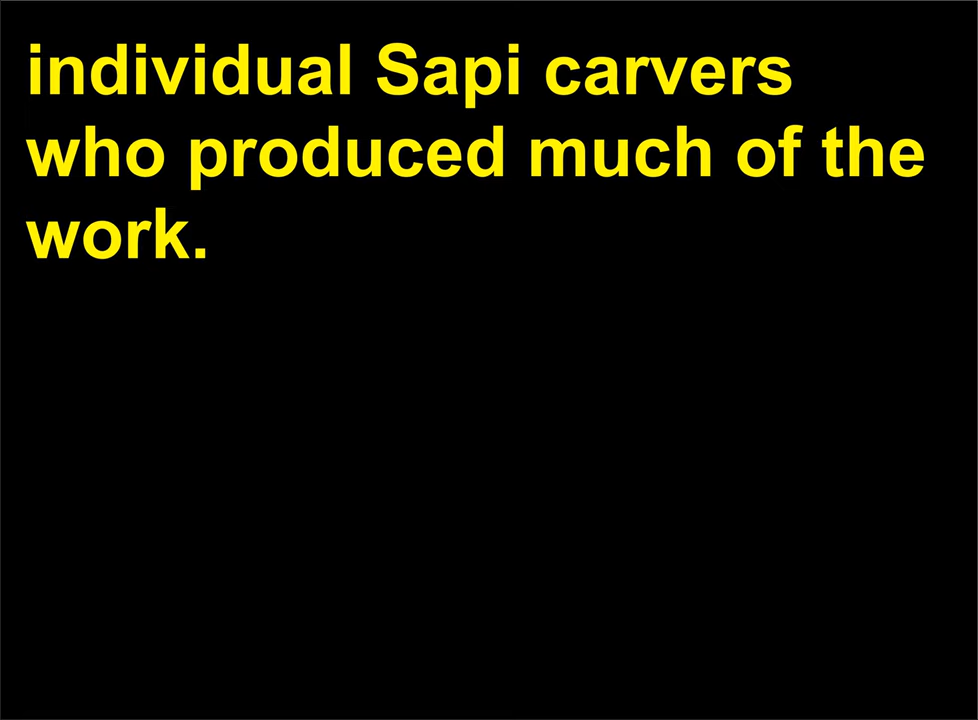 individual Sapi carvers
who produced much of the
work.